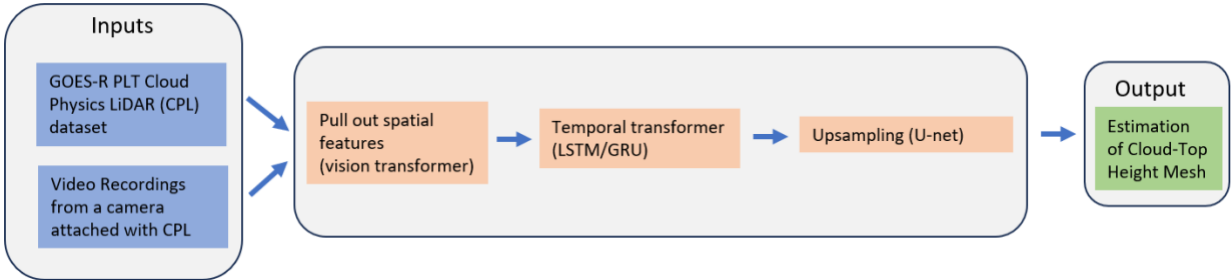 Inputs
GOES-R PLT Cloud
Physics LiDAR (CPL)
dataset
Video Recordings
from a camera
attached with CPL
Pull out spatial
features
(vision transformer)
Temporal transformer
(LSTM/GRU)
Upsampling (U-net)
Output
Estimation
of Cloud-Top
Height Mesh